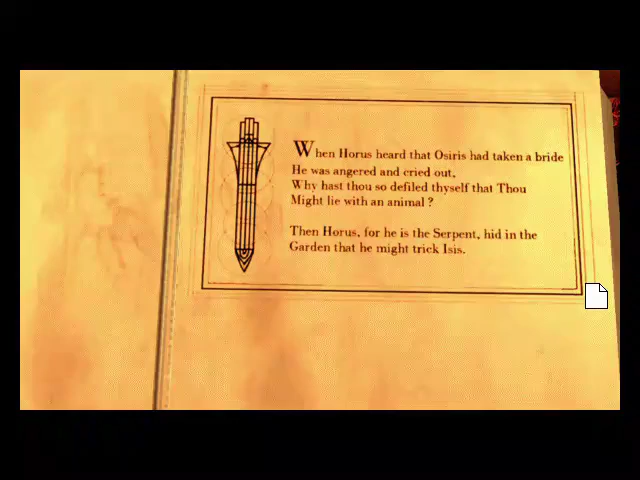 When Horus heard that Osiris had taken a bride
He was angered and cried out,
Why hast thou so defiled thyself that Thou
Might lie with an animal ?
Then Horus, for he is the Serpent, hid in the
Garden that he might trick Isis.